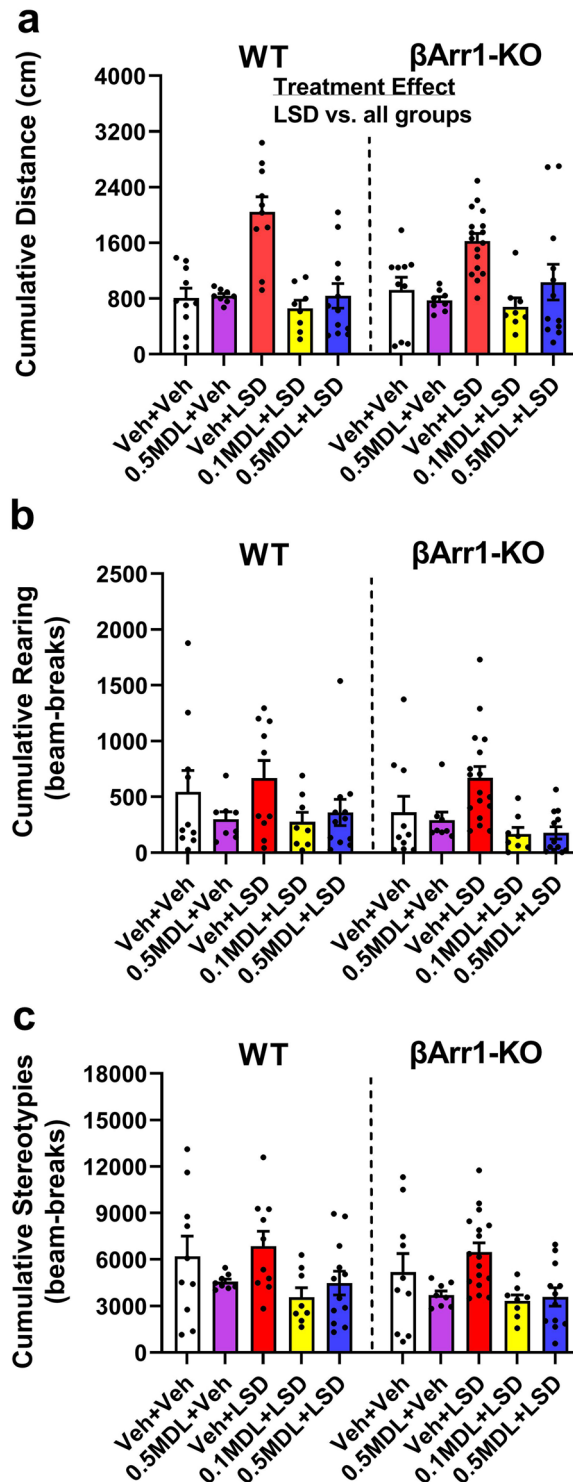 a
WT βArr1-KO
Treatment Effect
LSD vs. all groups
Cumulative Distance (cm)
4000
3200
2400
1600
800
0
Veh+Veh
0.5MDL+Veh
Veh+LSD
0.1MDL+LSD
0.5MDL+LSD
Veh+Veh
0.5MDL+Veh
Veh+LSD
0.1MDL+LSD
0.5MDL+LSD
b
WT βArr1-KO
Cumulative Rearing
(beam-breaks)
2500
2000
1500
1000
500
0
Veh+Veh
0.5MDL+Veh
Veh+LSD
0.1MDL+LSD
0.5MDL+LSD
Veh+Veh
0.5MDL+Veh
Veh+LSD
0.1MDL+LSD
0.5MDL+LSD
c
WT βArr1-KO
Cumulative Stereotypies
(beam-breaks)
18000
15000
12000
9000
6000
3000
0
Veh+Veh
0.5MDL+Veh
Veh+LSD
0.1MDL+LSD
0.5MDL+LSD
Veh+Veh
0.5MDL+Veh
Veh+LSD
0.1MDL+LSD
0.5MDL+LSD